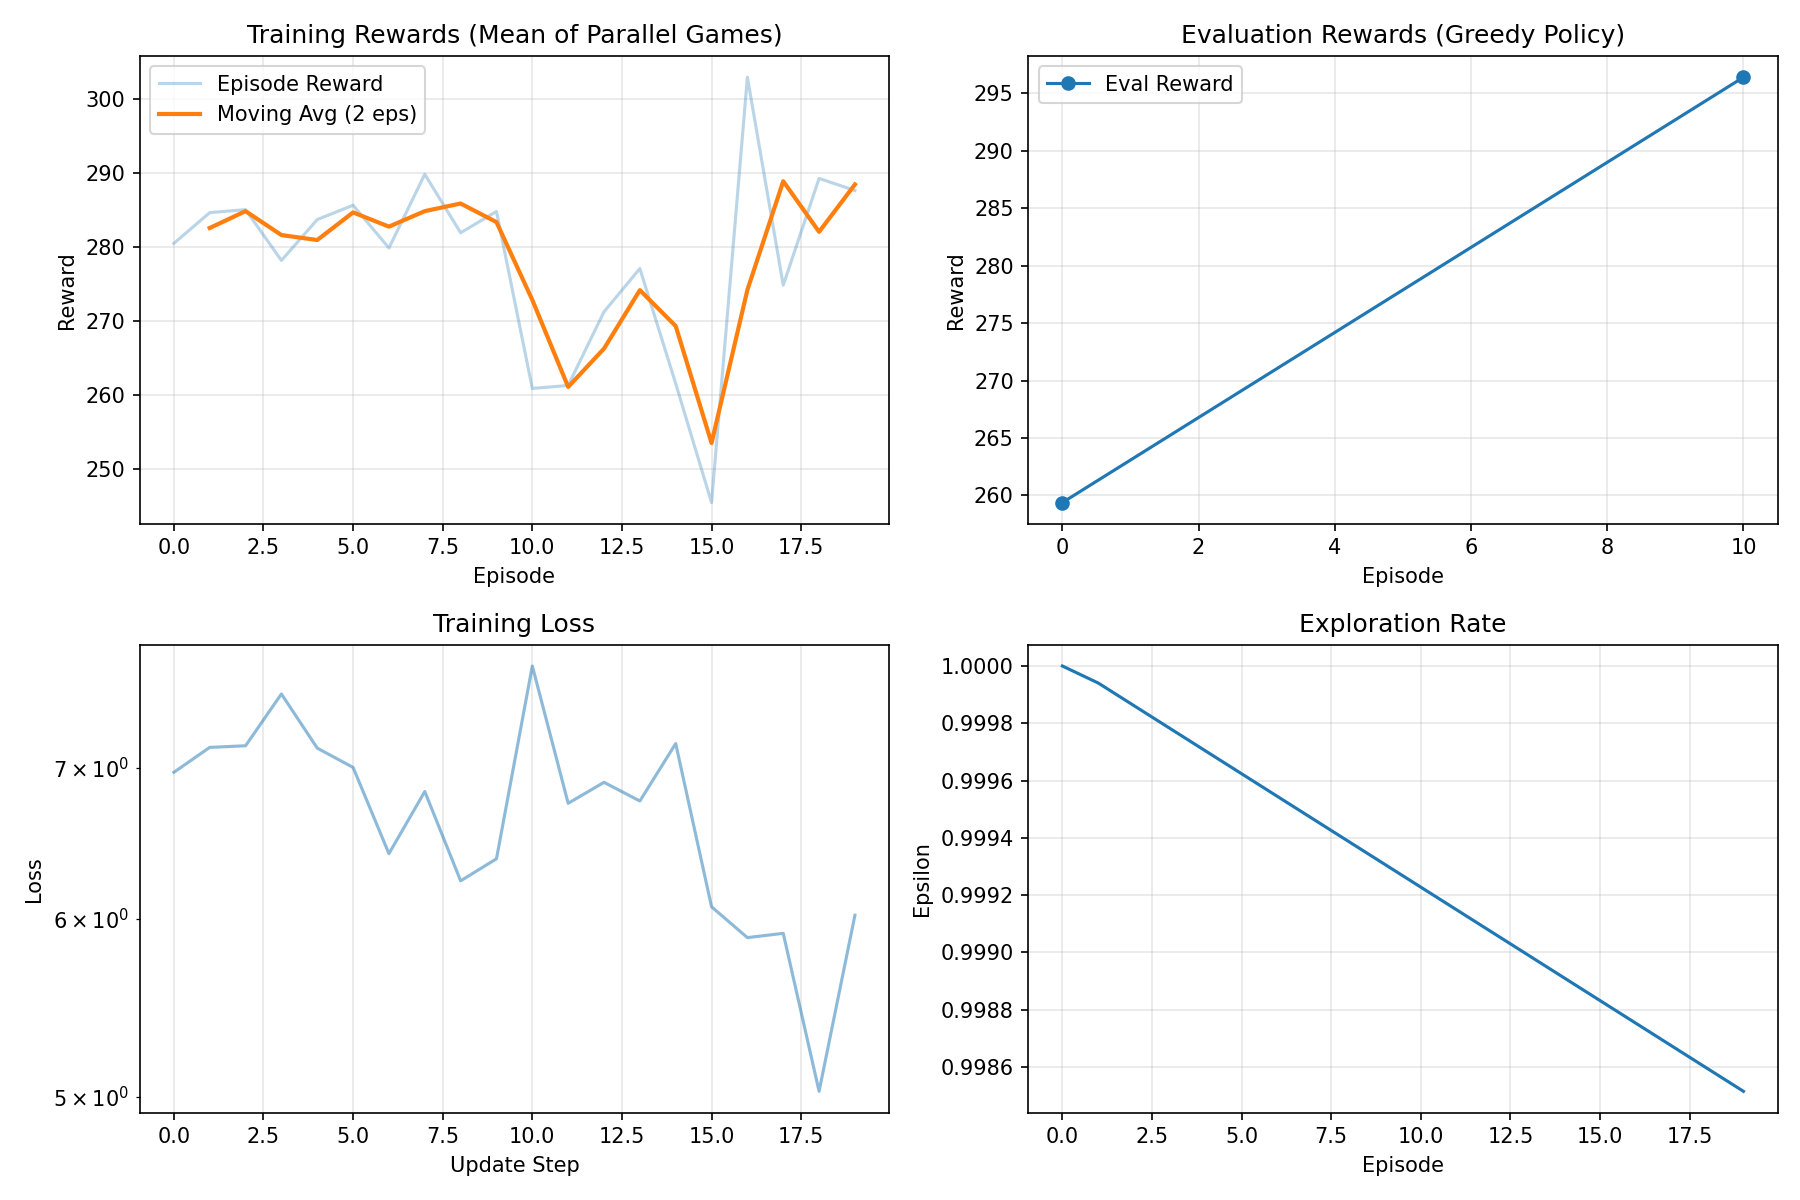 Training Rewards (Mean of Parallel Games)
Episode Reward
Moving Avg (2 eps)
300
290
280
270
260
250
Reward
0.0 2.5 5.0 7.5 10.0 12.5 15.0 17.5
Episode
Evaluation Rewards (Greedy Policy)
Eval Reward
295
290
285
280
275
270
265
260
Reward
0 2 4 6 8 10
Episode
Training Loss
7 × 10⁰
6 × 10⁰
5 × 10⁰
Loss
0.0 2.5 5.0 7.5 10.0 12.5 15.0 17.5
Update Step
Exploration Rate
1.0000
0.9998
0.9996
0.9994
0.9992
0.9990
0.9988
0.9986
Epsilon
0.0 2.5 5.0 7.5 10.0 12.5 15.0 17.5
Episode